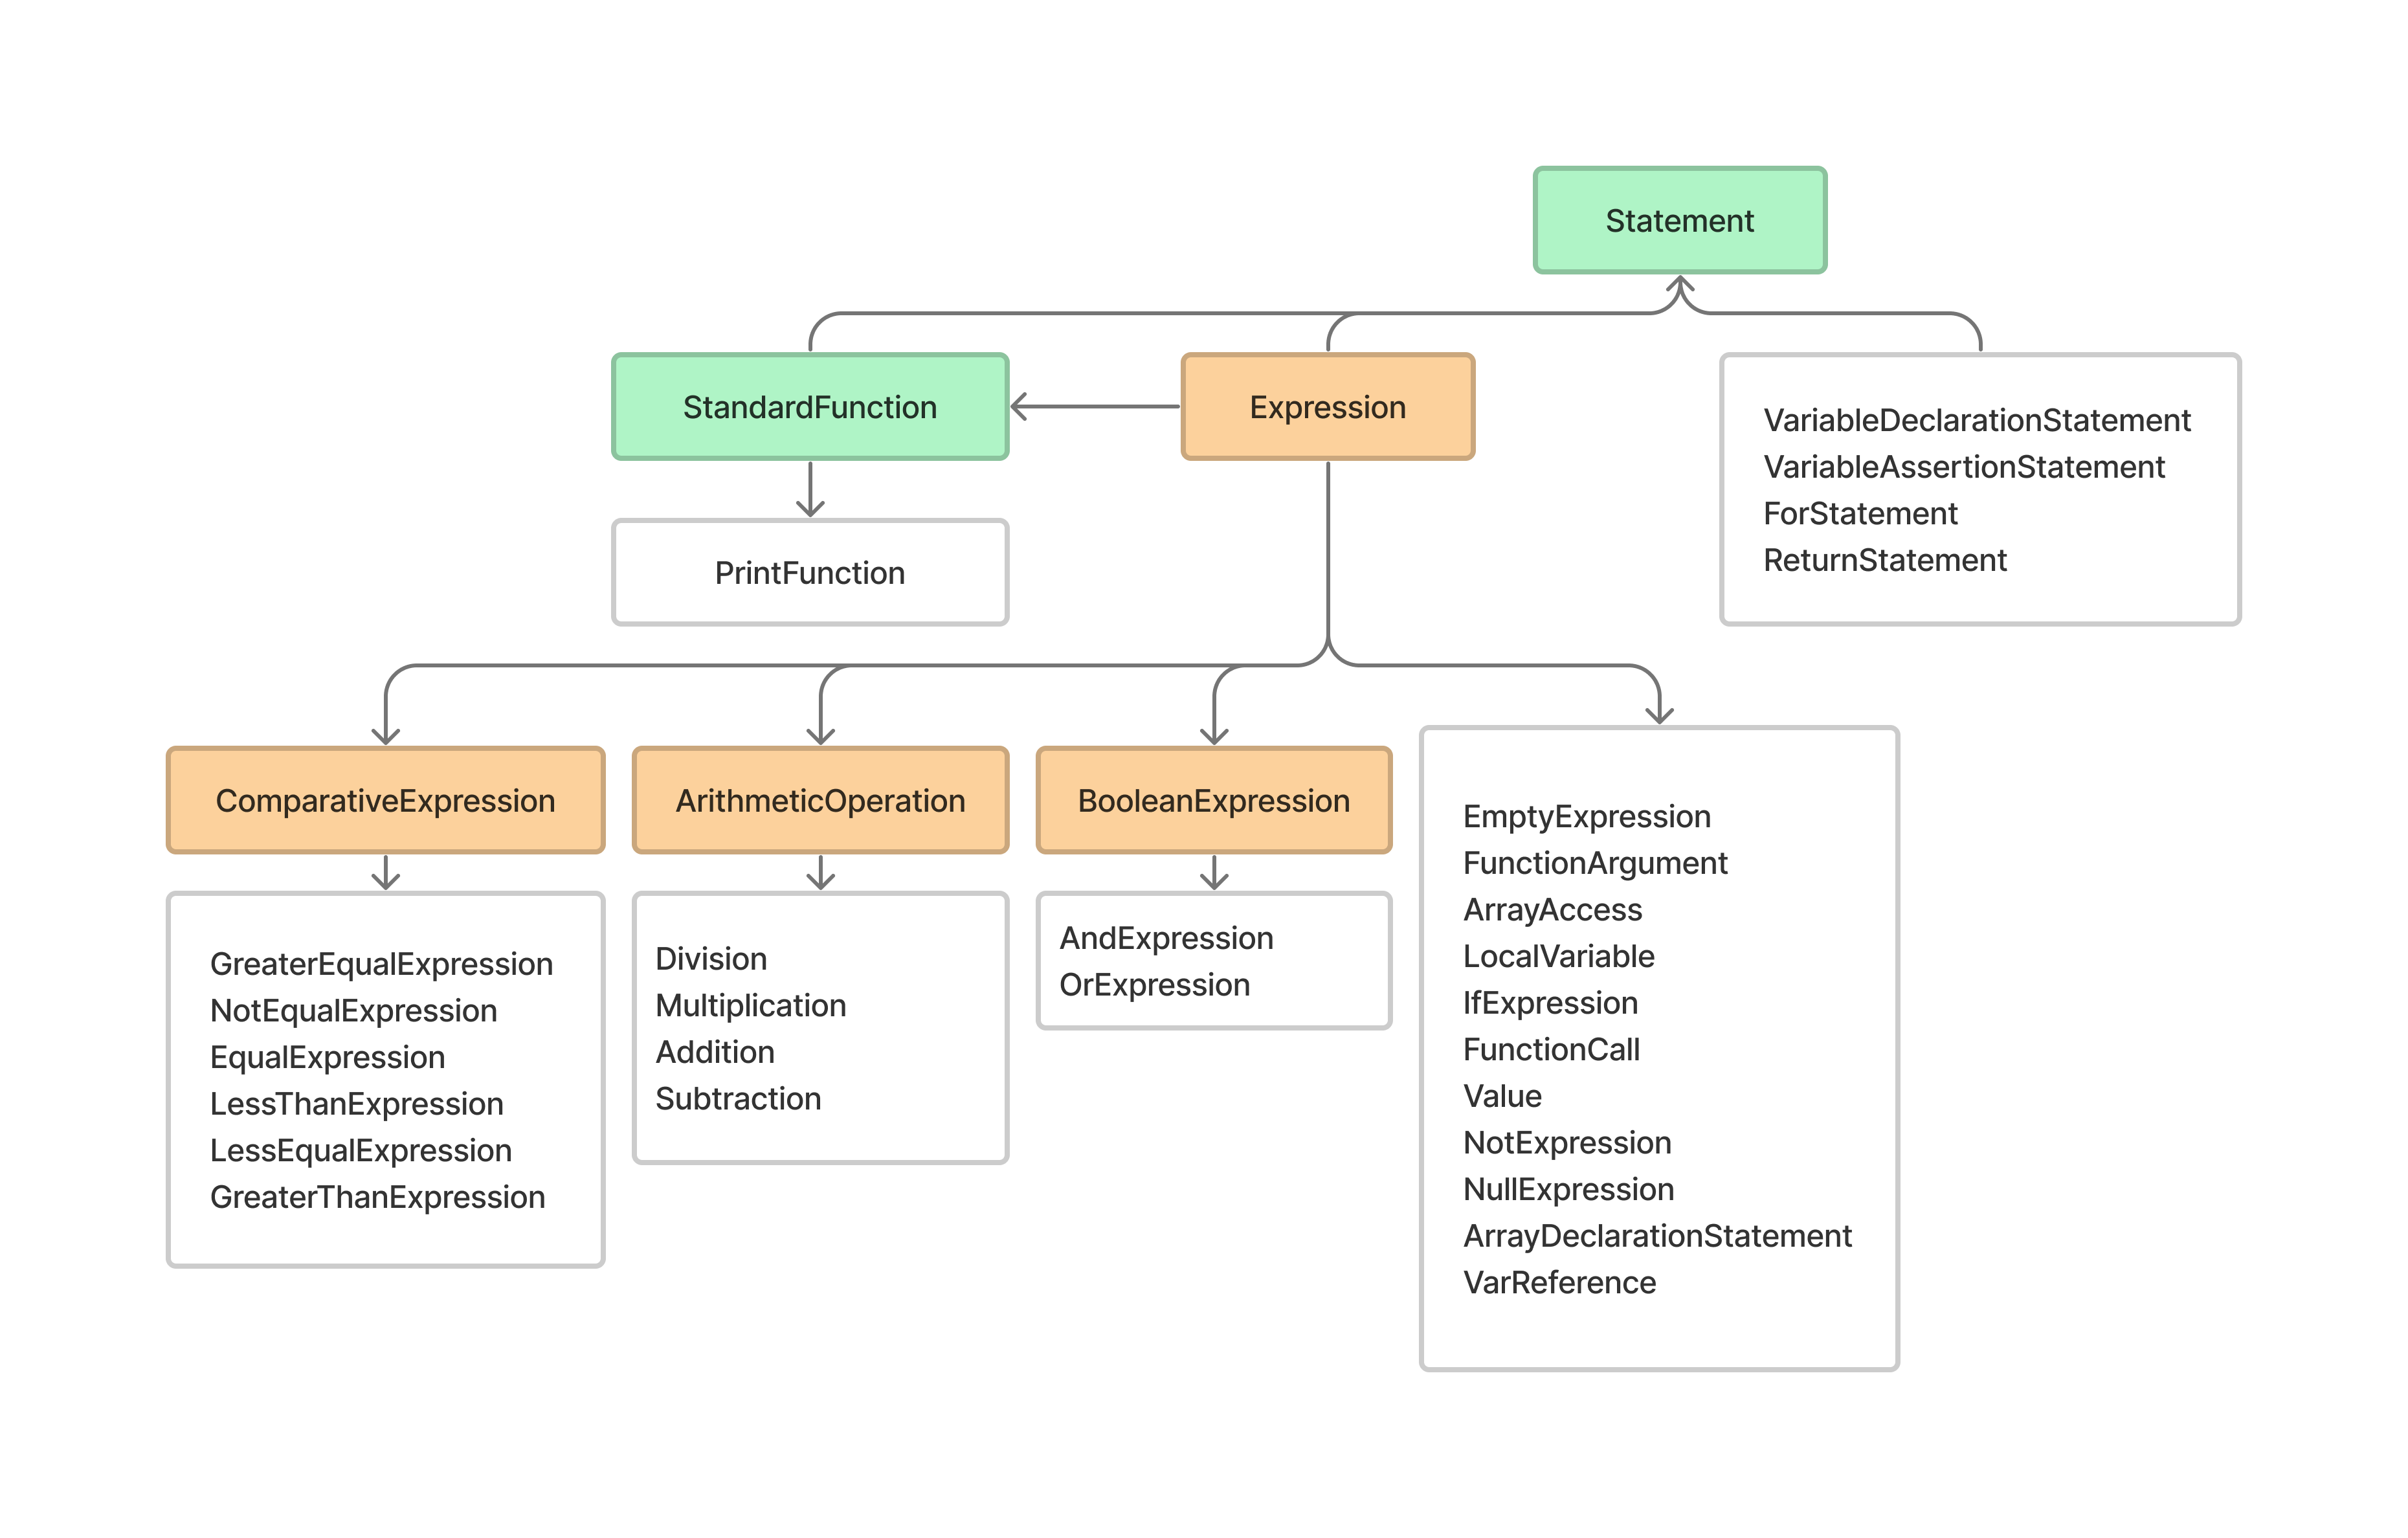 Statement
StandardFunction
Expression
VariableDeclarationStatement
VariableAssertionStatement
ForStatement
ReturnStatement
PrintFunction
ComparativeExpression
ArithmeticOperation
BooleanExpression
GreaterEqualExpression
NotEqualExpression
EqualExpression
LessThanExpression
LessEqualExpression
GreaterThanExpression
Division
Multiplication
Addition
Subtraction
AndExpression
OrExpression
EmptyExpression
FunctionArgument
ArrayAccess
LocalVariable
IfExpression
FunctionCall
Value
NotExpression
NullExpression
ArrayDeclarationStatement
VarReference